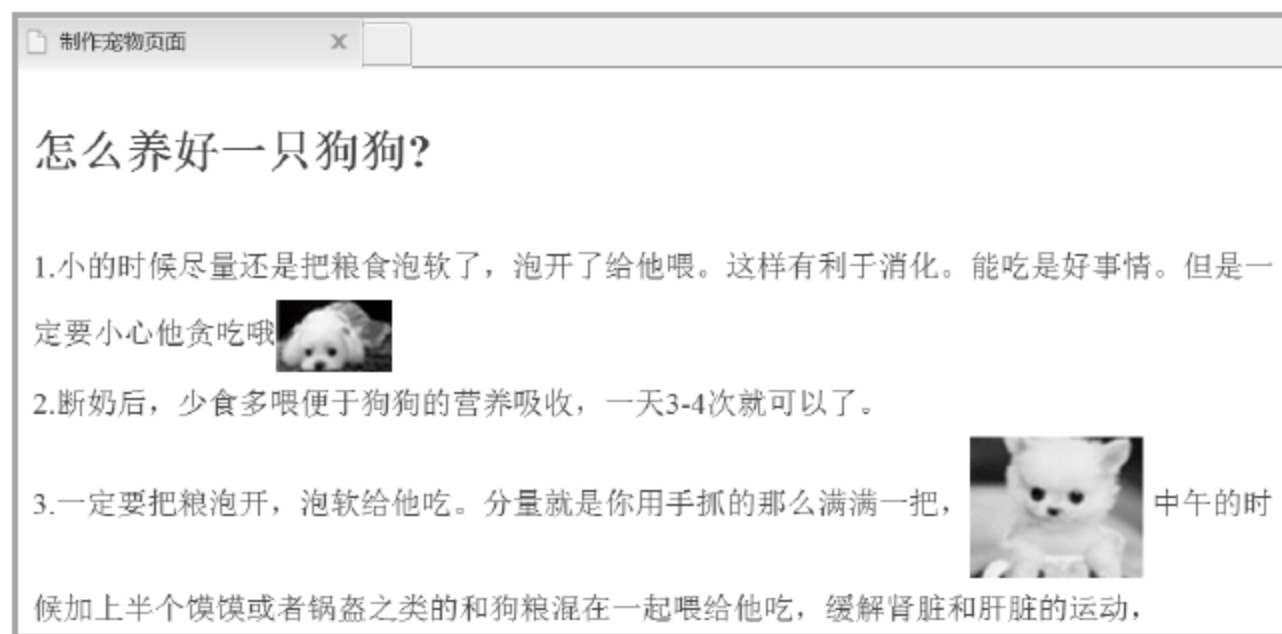 制作宠物页面
怎么养好一只狗狗?
1.小的时候尽量还是把粮食泡软了，泡开了给他喂。这样有利于消化。能吃是好事情。但是一
定要小心他贪吃哦
2.断奶后，少食多喂便于狗狗的营养吸收，一天3-4次就可以了。
3.一定要把粮泡开，泡软给他吃。分量就是你用手抓的那么满满一把，中午的时
候加上半个馍馍或者锅盔之类的和狗粮混在一起喂给他吃，缓解肾脏和肝脏的运动，